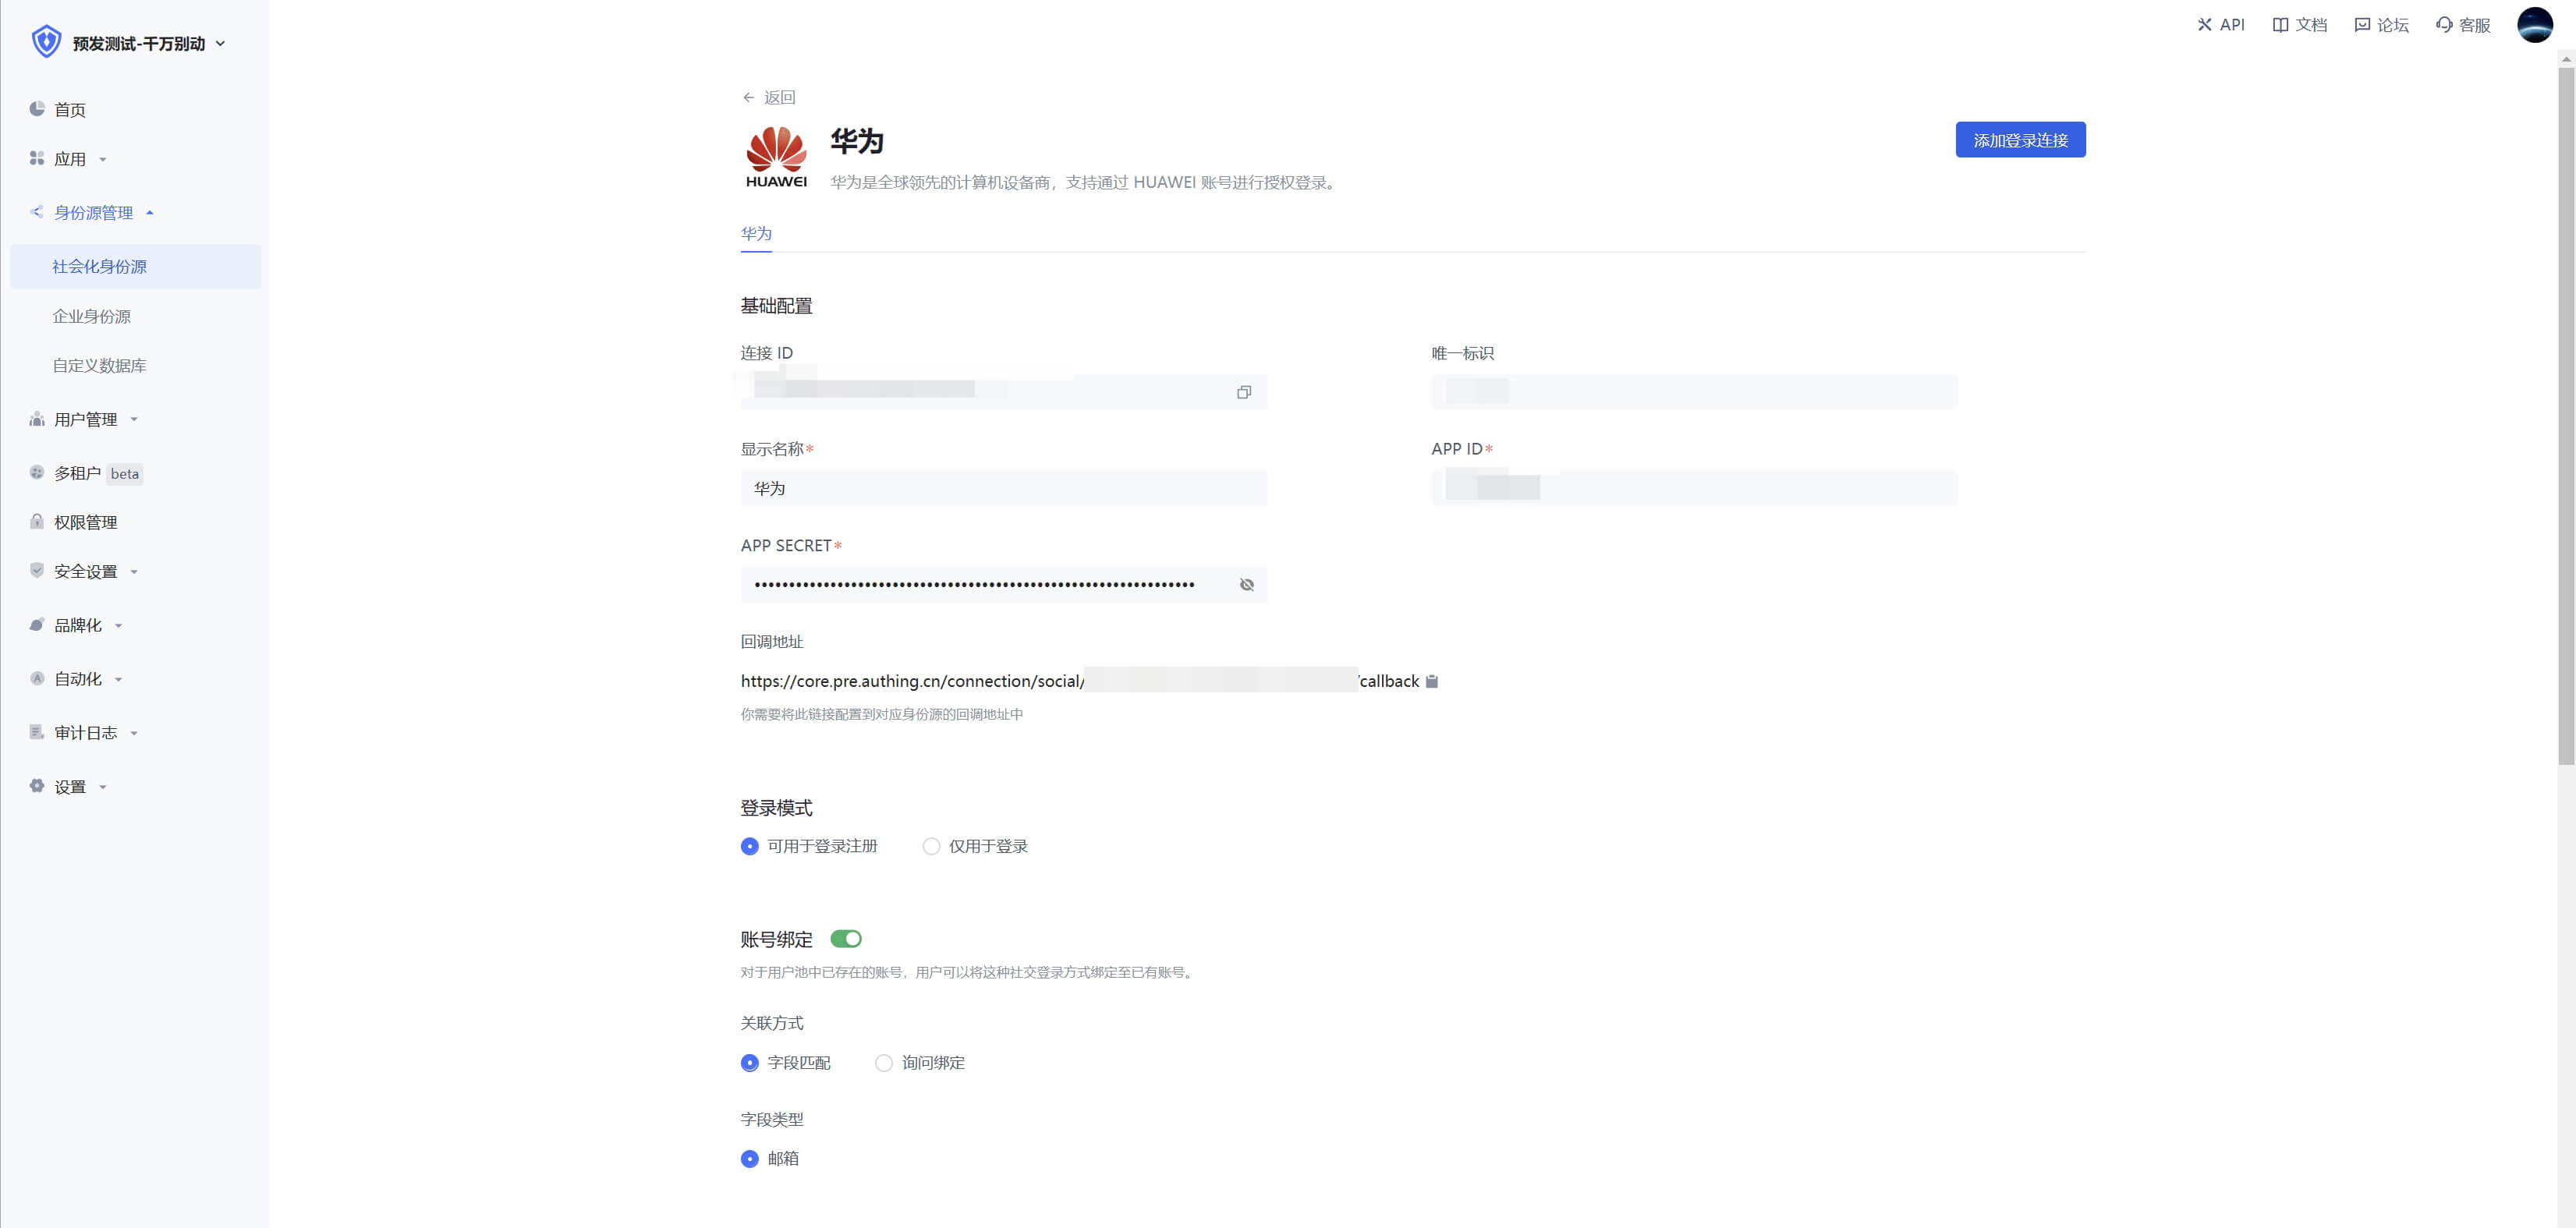 预发测试-千万别动
API 文档 论坛 客服
首页
应用
身份源管理
社会化身份源
企业身份源
自定义数据库
用户管理
多租户 beta
权限管理
安全设置
品牌化
自动化
审计日志
设置
返回
HUAWEI
华为
添加登录连接
华为是全球领先的计算机设备商，支持通过 HUAWEI 账号进行授权登录。
华为
基础配置
连接 ID
唯一标识
显示名称*
APP ID*
华为
APP SECRET*
••••••••••••••••••••••••••••••••••••••••••••••••••••••••••••••••
回调地址
https://core.pre.authing.cn/connection/social/ /callback
你需要将此链接配置到对应身份源的回调地址中
登录模式
可用于登录注册 仅用于登录
账号绑定
对于用户池中已存在的账号，用户可以将这种社交登录方式绑定至已有账号。
关联方式
字段匹配 询问绑定
字段类型
邮箱